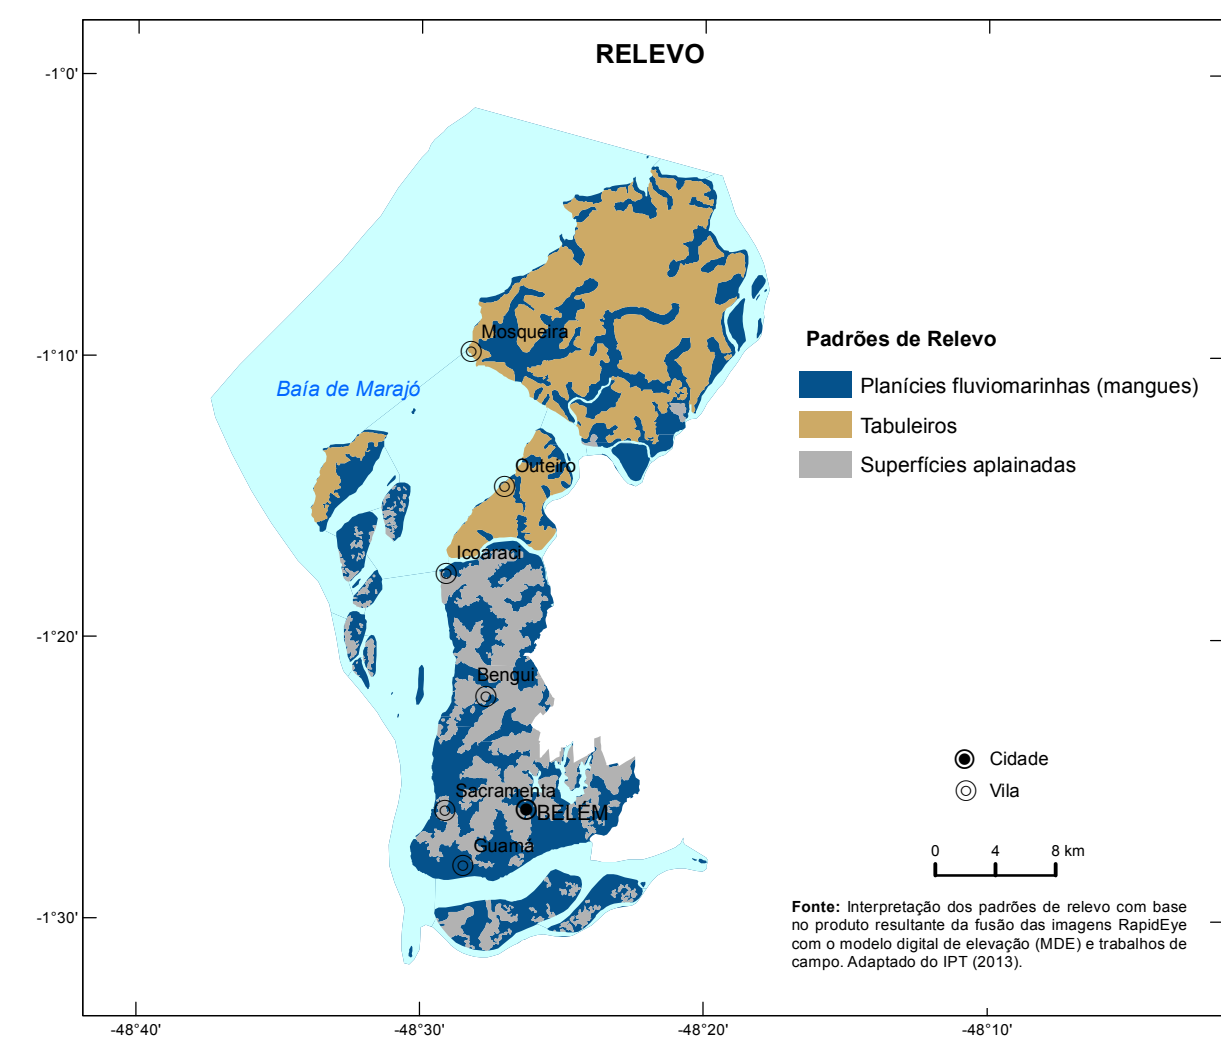 RELEVO
-1°0'
Mosqueira
Padrões de Relevo
-1°10'
Baía de Marajó
Planícies fluviomarinhas (mangues)
Tabuleiros
Outeiro
Superfícies aplainadas
Icoaraci
-1°20'
Bengui
Cidade
Sacramenta
Vila
BELÉM
Guamá
0 4 8 km
Fonte: Interpretação dos padrões de relevo com base
no produto resultante da fusão das imagens RapidEye
com o modelo digital de elevação (MDE) e trabalhos de
campo. Adaptado do IPT (2013).
-1°30'
-48°40' -48°30' -48°20' -48°10'